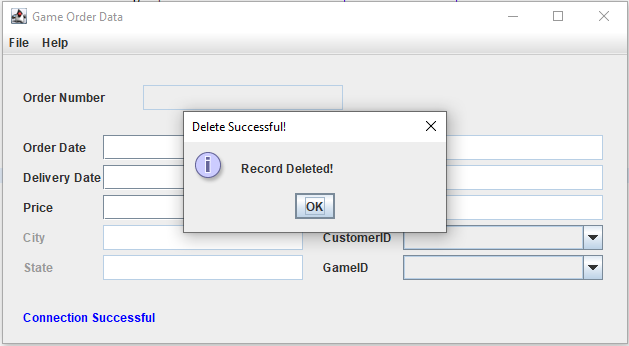 Game Order Data
File Help
Order Number
Delete Successful!
Record Deleted!
OK
Order Date
Delivery Date
Price
City
CustomerID
State
GameID
Connection Successful